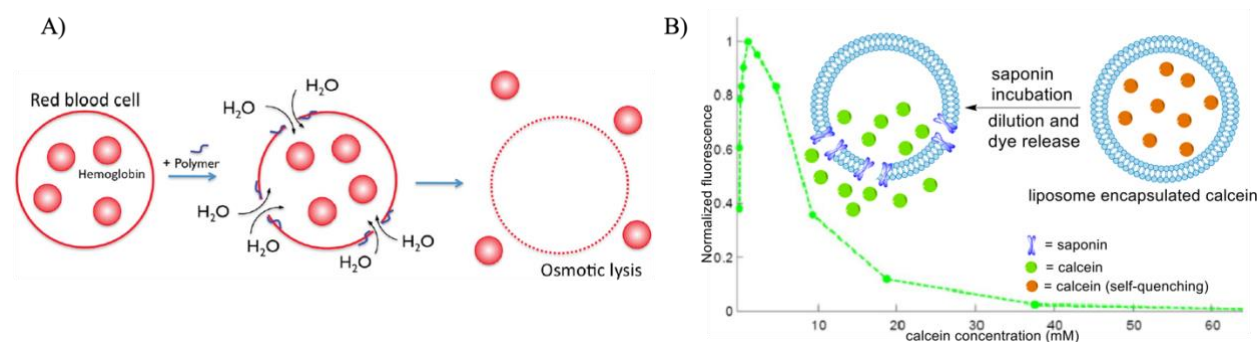 A)
Red blood cell
Hemoglobin
+ Polymer
H2O
H2O
H2O
H2O
H2O
H2O
Osmotic lysis
B)
Normalized fluorescence
1
0.8
0.6
0.4
0.2
0
10
20
30
40
50
60
calcein concentration (mM)
saponin
incubation
dilution and
dye release
liposome encapsulated calcein
= saponin
= calcein
= calcein (self-quenching)